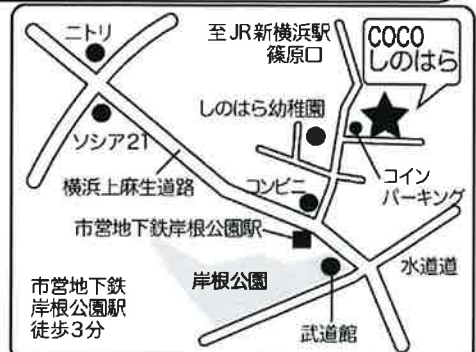 ニトリ
至JR新横浜駅
篠原口
COCO
しのはら
しのはら幼稚園
ソシア21
コイン
パーキング
横浜上麻生道路
コンビニ
市営地下鉄岸根公園駅
岸根公園
水道道
市営地下鉄
岸根公園駅
徒歩3分
武道館